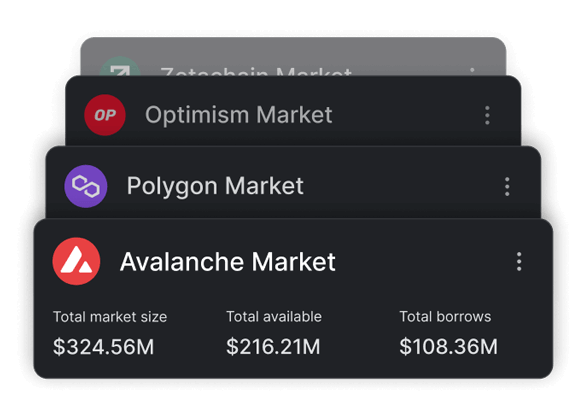 Zetachain Market
OP Optimism Market
Polygon Market
Avalanche Market
Total market size Total available Total borrows
$324.56M $216.21M $108.36M